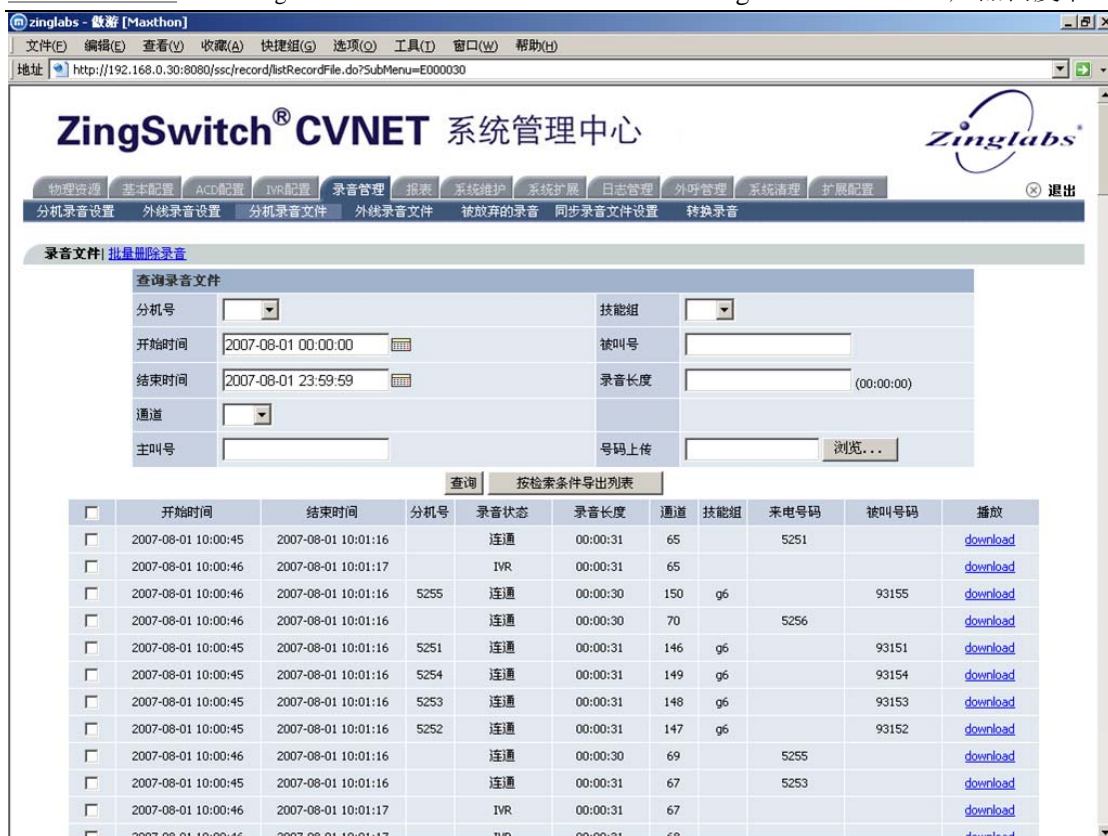 zinglabs - 傲游 [Maxthon]
文件(F) 编辑(E) 查看(V) 收藏(A) 快捷组(G) 选项(O) 工具(T) 窗口(W) 帮助(H)
地址 http://192.168.0.30:8080/ssc/record/listRecordFile.do?SubMenu=E000030
ZingSwitch® CVNET 系统管理中心
Zinglabs
物理资源 基本配置 ACD配置 IVR配置 录音管理 报表 系统维护 系统扩展 日志管理 外呼管理 系统清理 扩展配置 退出
分机录音设置 外线录音设置 分机录音文件 外线录音文件 被放弃的录音 同步录音文件设置 转换录音
录音文件| 批量删除录音
查询录音文件
分机号 技能组
开始时间 2007-08-01 00:00:00 被叫号
结束时间 2007-08-01 23:59:59 录音长度 (00:00:00)
通道
主叫号 号码上传 浏览...
查询 按检索条件导出列表
开始时间 结束时间 分机号 录音状态 录音长度 通道 技能组 来电号码 被叫号码 播放
2007-08-01 10:00:45 2007-08-01 10:01:16 连通 00:00:31 65 5251 download
2007-08-01 10:00:46 2007-08-01 10:01:17 IVR 00:00:31 65 download
2007-08-01 10:00:46 2007-08-01 10:01:16 5255 连通 00:00:30 150 g6 93155 download
2007-08-01 10:00:46 2007-08-01 10:01:16 连通 00:00:30 70 5256 download
2007-08-01 10:00:45 2007-08-01 10:01:16 5251 连通 00:00:31 146 g6 93151 download
2007-08-01 10:00:45 2007-08-01 10:01:16 5254 连通 00:00:31 149 g6 93154 download
2007-08-01 10:00:45 2007-08-01 10:01:16 5253 连通 00:00:31 148 g6 93153 download
2007-08-01 10:00:45 2007-08-01 10:01:16 5252 连通 00:00:31 147 g6 93152 download
2007-08-01 10:00:46 2007-08-01 10:01:16 连通 00:00:30 69 5255 download
2007-08-01 10:00:45 2007-08-01 10:01:16 连通 00:00:31 67 5253 download
2007-08-01 10:00:46 2007-08-01 10:01:17 IVR 00:00:31 67 download